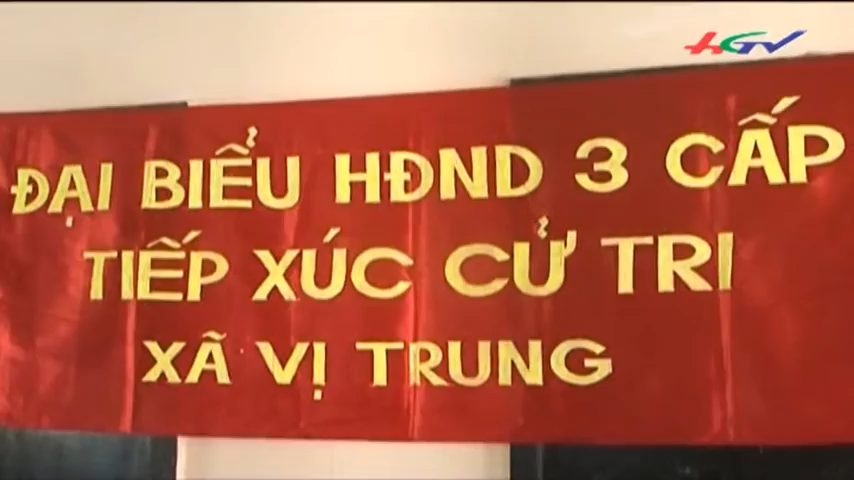 HGTV
ĐẠI BIỂU HĐND 3 CẤP
TIẾP XÚC CỬ TRI
XÃ VỊ TRUNG